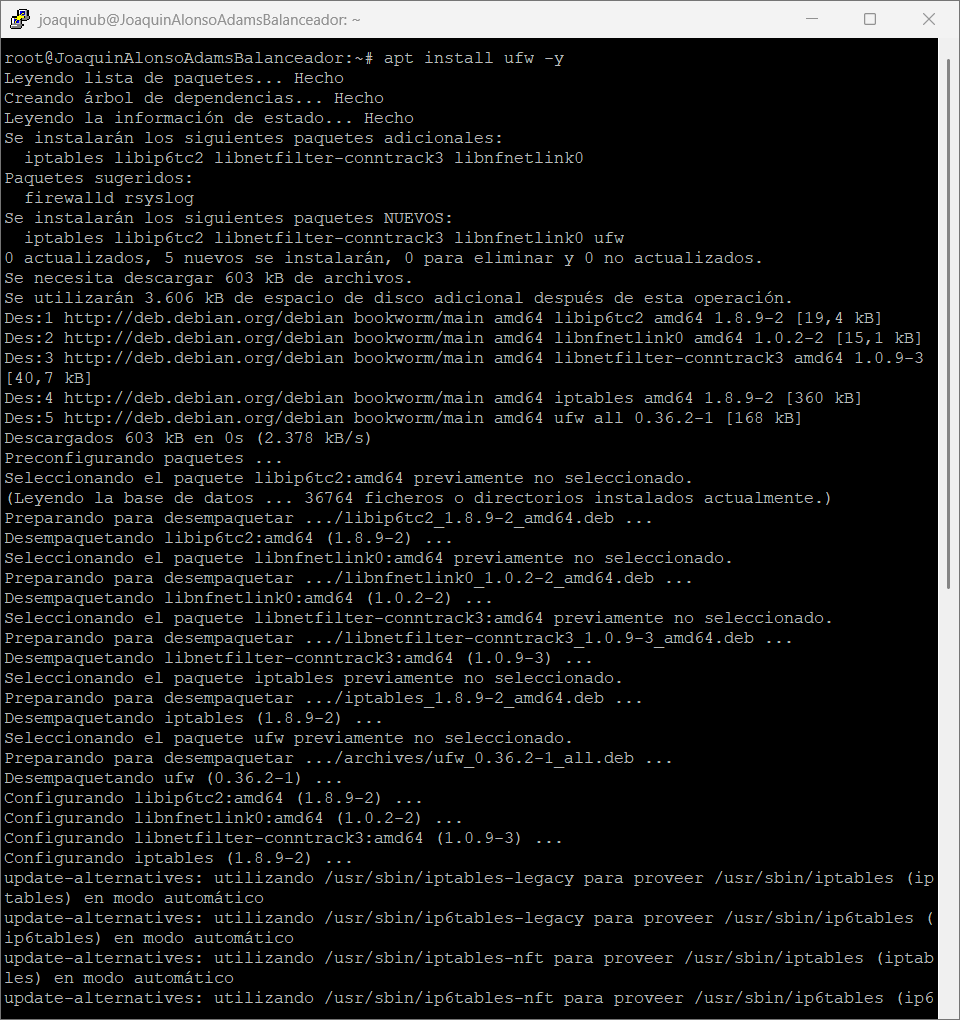 joaquinub@JoaquinAlonsoAdamsBalanceador: ~
root@JoaquinAlonsoAdamsBalanceador:~# apt install ufw -y
Leyendo lista de paquetes... Hecho
Creando árbol de dependencias... Hecho
Leyendo la información de estado... Hecho
Se instalarán los siguientes paquetes adicionales:
  iptables libip6tc2 libnetfilter-conntrack3 libnfnetlink0
Paquetes sugeridos:
  firewalld rsyslog
Se instalarán los siguientes paquetes NUEVOS:
  iptables libip6tc2 libnetfilter-conntrack3 libnfnetlink0 ufw
0 actualizados, 5 nuevos se instalarán, 0 para eliminar y 0 no actualizados.
Se necesita descargar 603 kB de archivos.
Se utilizarán 3.606 kB de espacio de disco adicional después de esta operación.
Des:1 http://deb.debian.org/debian bookworm/main amd64 libip6tc2 amd64 1.8.9-2 [19,4 kB]
Des:2 http://deb.debian.org/debian bookworm/main amd64 libnfnetlink0 amd64 1.0.2-2 [15,1 kB]
Des:3 http://deb.debian.org/debian bookworm/main amd64 libnetfilter-conntrack3 amd64 1.0.9-3
[40,7 kB]
Des:4 http://deb.debian.org/debian bookworm/main amd64 iptables amd64 1.8.9-2 [360 kB]
Des:5 http://deb.debian.org/debian bookworm/main amd64 ufw all 0.36.2-1 [168 kB]
Descargados 603 kB en 0s (2.378 kB/s)
Preconfigurando paquetes ...
Seleccionando el paquete libip6tc2:amd64 previamente no seleccionado.
(Leyendo la base de datos ... 36764 ficheros o directorios instalados actualmente.)
Preparando para desempaquetar .../libip6tc2_1.8.9-2_amd64.deb ...
Desempaquetando libip6tc2:amd64 (1.8.9-2) ...
Seleccionando el paquete libnfnetlink0:amd64 previamente no seleccionado.
Preparando para desempaquetar .../libnfnetlink0_1.0.2-2_amd64.deb ...
Desempaquetando libnfnetlink0:amd64 (1.0.2-2) ...
Seleccionando el paquete libnetfilter-conntrack3:amd64 previamente no seleccionado.
Preparando para desempaquetar .../libnetfilter-conntrack3_1.0.9-3_amd64.deb ...
Desempaquetando libnetfilter-conntrack3:amd64 (1.0.9-3) ...
Seleccionando el paquete iptables previamente no seleccionado.
Preparando para desempaquetar .../iptables_1.8.9-2_amd64.deb ...
Desempaquetando iptables (1.8.9-2) ...
Seleccionando el paquete ufw previamente no seleccionado.
Preparando para desempaquetar .../archives/ufw_0.36.2-1_all.deb ...
Desempaquetando ufw (0.36.2-1) ...
Configurando libip6tc2:amd64 (1.8.9-2) ...
Configurando libnfnetlink0:amd64 (1.0.2-2) ...
Configurando libnetfilter-conntrack3:amd64 (1.0.9-3) ...
Configurando iptables (1.8.9-2) ...
update-alternatives: utilizando /usr/sbin/iptables-legacy para proveer /usr/sbin/iptables (ip
tables) en modo automático
update-alternatives: utilizando /usr/sbin/ip6tables-legacy para proveer /usr/sbin/ip6tables (
ip6tables) en modo automático
update-alternatives: utilizando /usr/sbin/iptables-nft para proveer /usr/sbin/iptables (iptab
les) en modo automático
update-alternatives: utilizando /usr/sbin/ip6tables-nft para proveer /usr/sbin/ip6tables (ip6